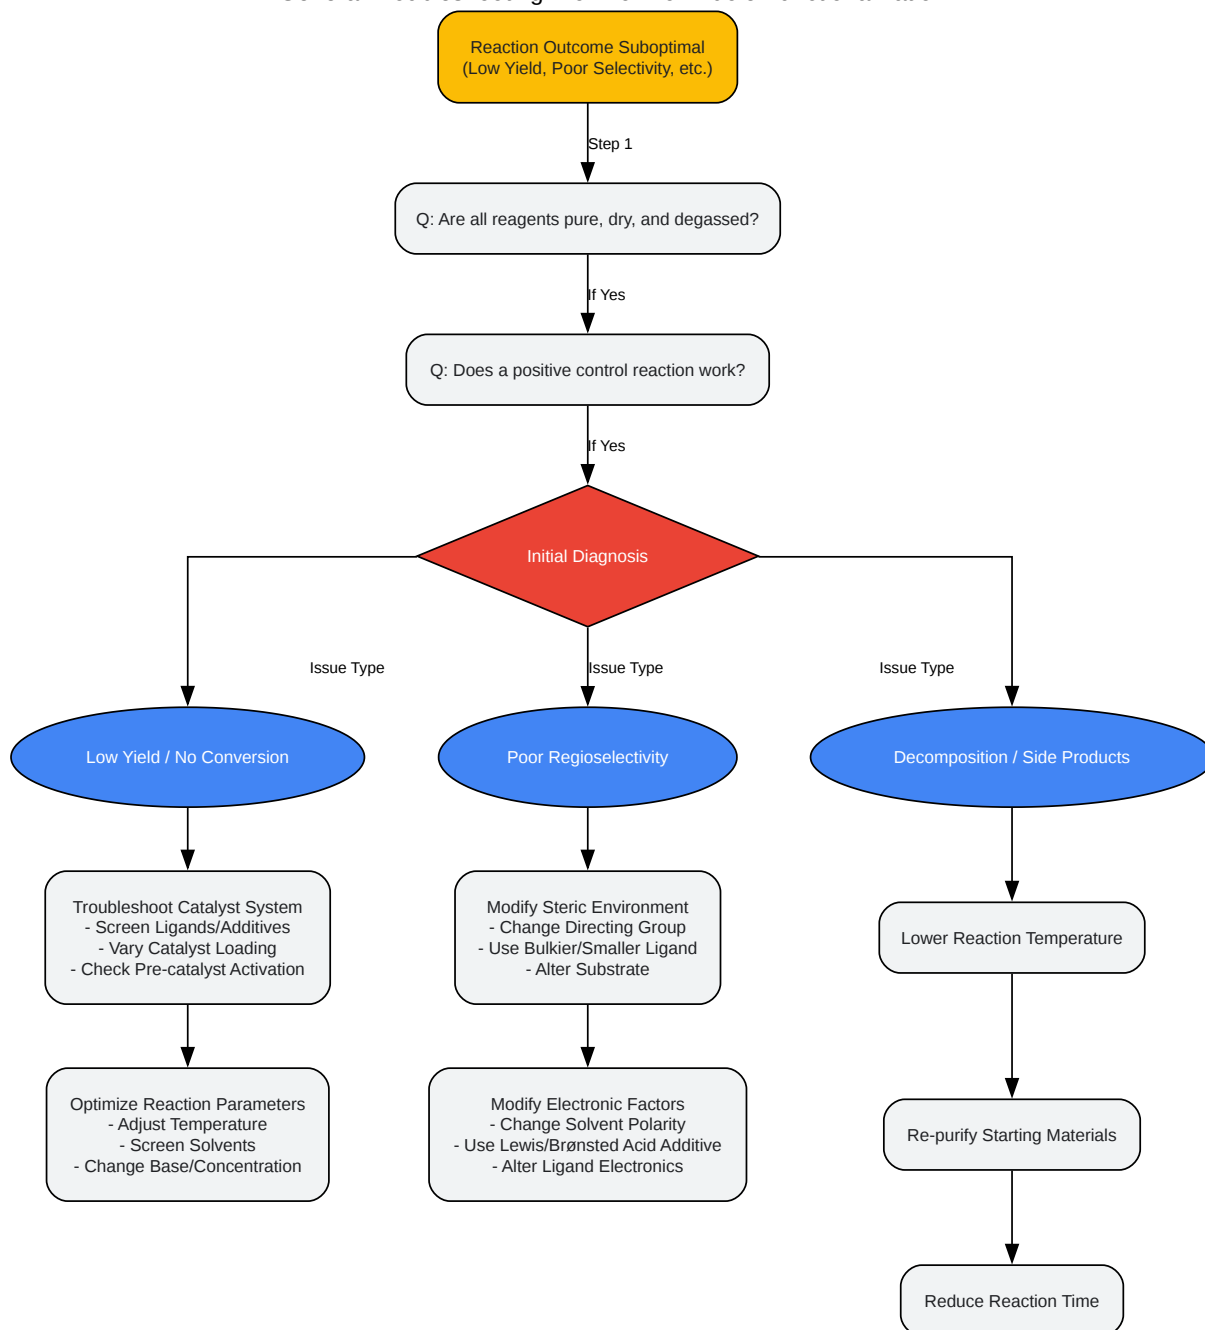 Reaction Outcome Suboptimal
(Low Yield, Poor Selectivity, etc.)
Step 1
Q: Are all reagents pure, dry, and degassed?
If Yes
Q: Does a positive control reaction work?
If Yes
Initial Diagnosis
Issue Type
Issue Type
Issue Type
Low Yield / No Conversion
Poor Regioselectivity
Decomposition / Side Products
Troubleshoot Catalyst System
- Screen Ligands/Additives
- Vary Catalyst Loading
- Check Pre-catalyst Activation
Modify Steric Environment
- Change Directing Group
- Use Bulkier/Smaller Ligand
- Alter Substrate
Lower Reaction Temperature
Optimize Reaction Parameters
- Adjust Temperature
- Screen Solvents
- Change Base/Concentration
Modify Electronic Factors
- Change Solvent Polarity
- Use Lewis/Brønsted Acid Additive
- Alter Ligand Electronics
Re-purify Starting Materials
Reduce Reaction Time